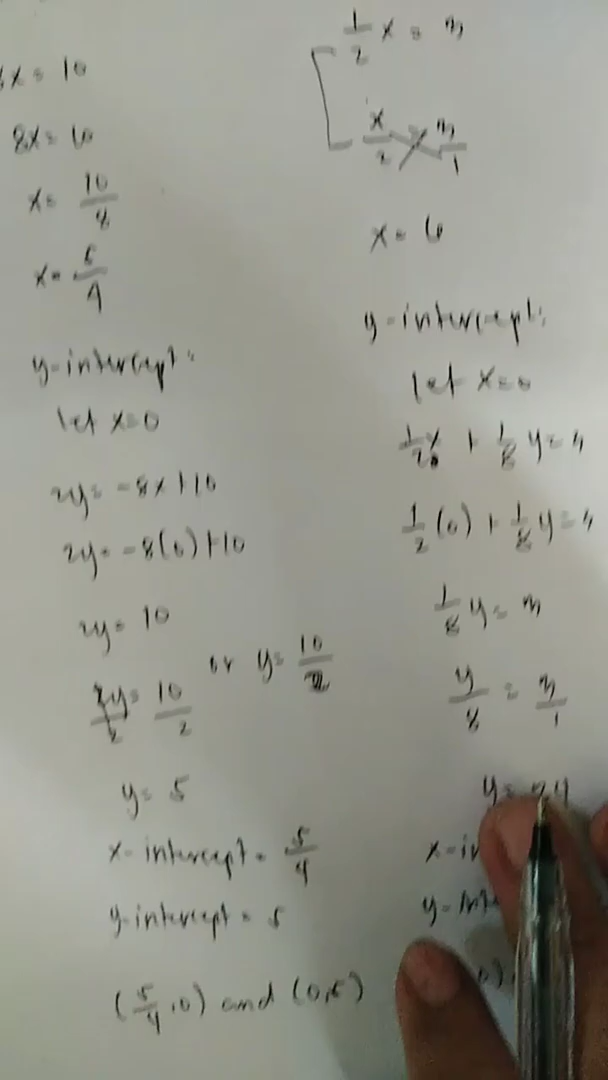 x = 10
8x = 10
x = 10/8
x = 5/4
y-intercept:
let x=0
2y = -8x+10
2y = -8(0)+10
2y = 10
2y/2 = 10/2 or y = 10/2
y = 5
x-intercept = 5/4
y-intercept = 5
(5/4,0) and (0,5)
1/2 x = 3
x/2 = 3/1
x = 6
y-intercept:
let x=0
1/2 x + 1/8 y = 3
1/2 (0) + 1/8 y = 3
1/8 y = 3
y/8 = 3/1
y = 24